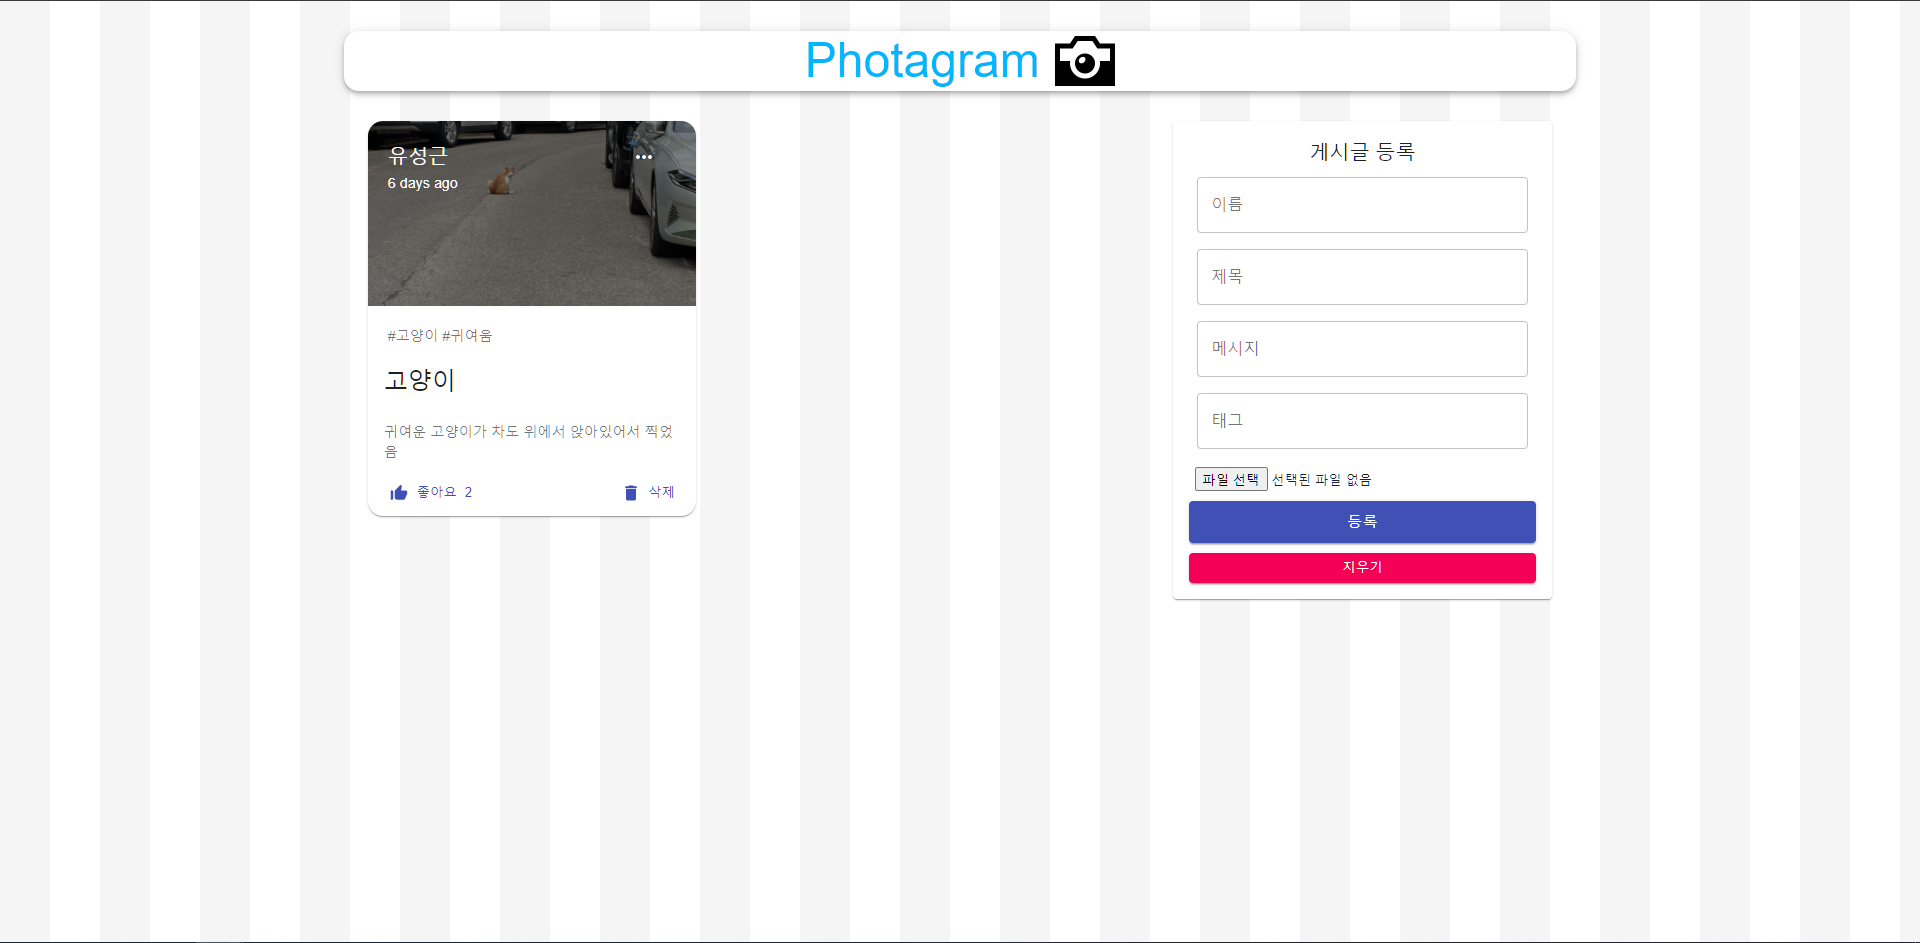 Photagram
유성근
6 days ago
#고양이 #귀여움
고양이
귀여운 고양이가 차도 위에서 앉아있어서 찍었
음
좋아요 2
삭제
게시글 등록
이름
제목
메시지
태그
파일 선택 선택된 파일 없음
등록
지우기